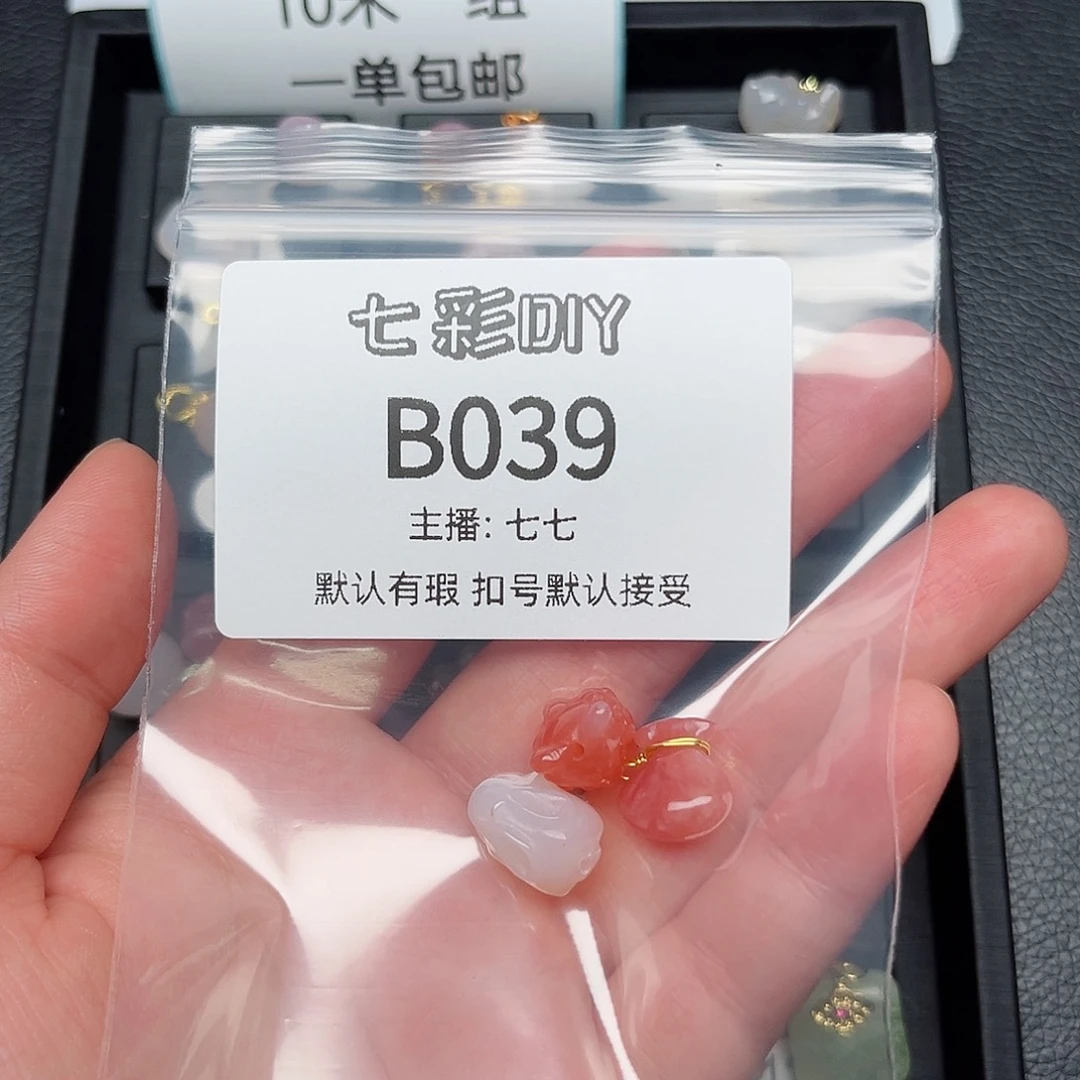 一单包邮
七彩DIY
B039
主播: 七七
默认有瑕 扣号默认接受